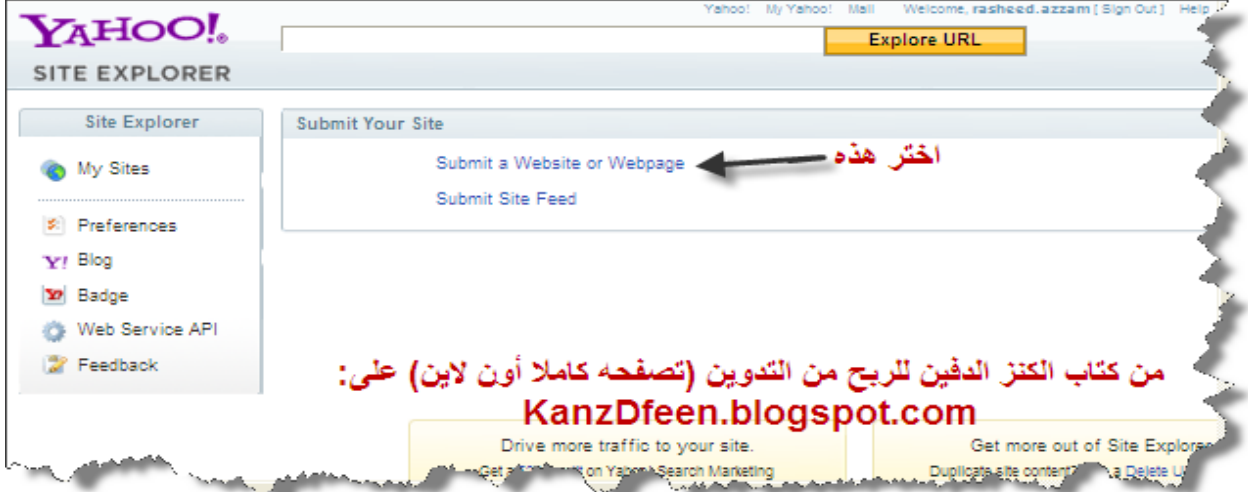 Yahoo! My Yahoo! Mail Welcome, rasheed.azzam [Sign Out] Help
YAHOO!
Explore URL
SITE EXPLORER
Site Explorer
My Sites
Preferences
Y! Blog
Badge
Web Service API
Feedback
Submit Your Site
Submit a Website or Webpage
اختر هذه
Submit Site Feed
من كتاب الكنز الدفين للربح من التدوين (تصفحه كاملا أون لاين) على:
KanzDfeen.blogspot.com
Drive more traffic to your site.
Get a on Yahoo! Search Marketing
Get more out of Site Explorer
Duplicate site content? a Delete U